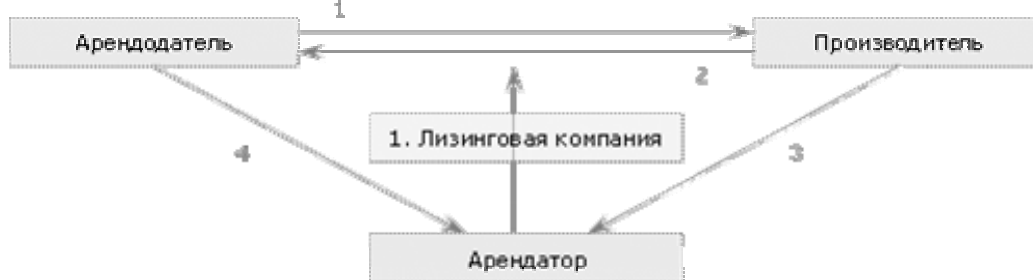 1
Арендодатель
Производитель
2
1. Лизинговая компания
4
3
Арендатор